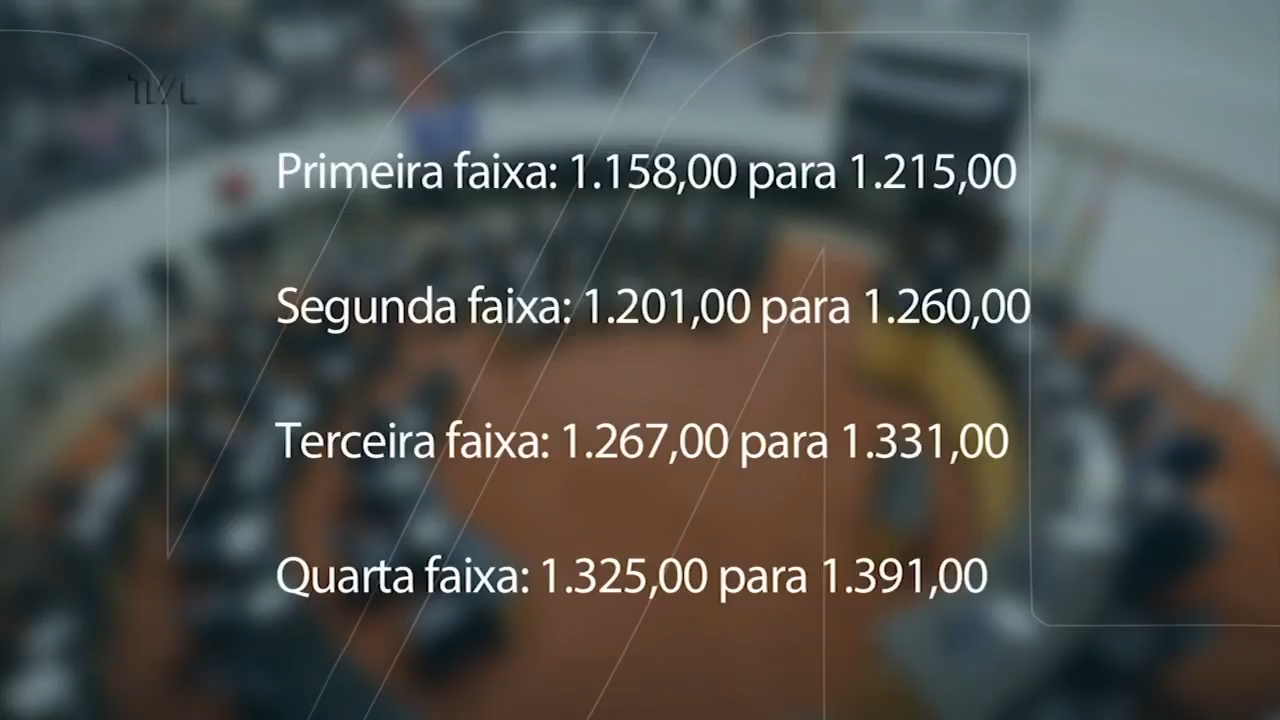 Primeira faixa: 1.158,00 para 1.215,00
Segunda faixa: 1.201,00 para 1.260,00
Terceira faixa: 1.267,00 para 1.331,00
Quarta faixa: 1.325,00 para 1.391,00